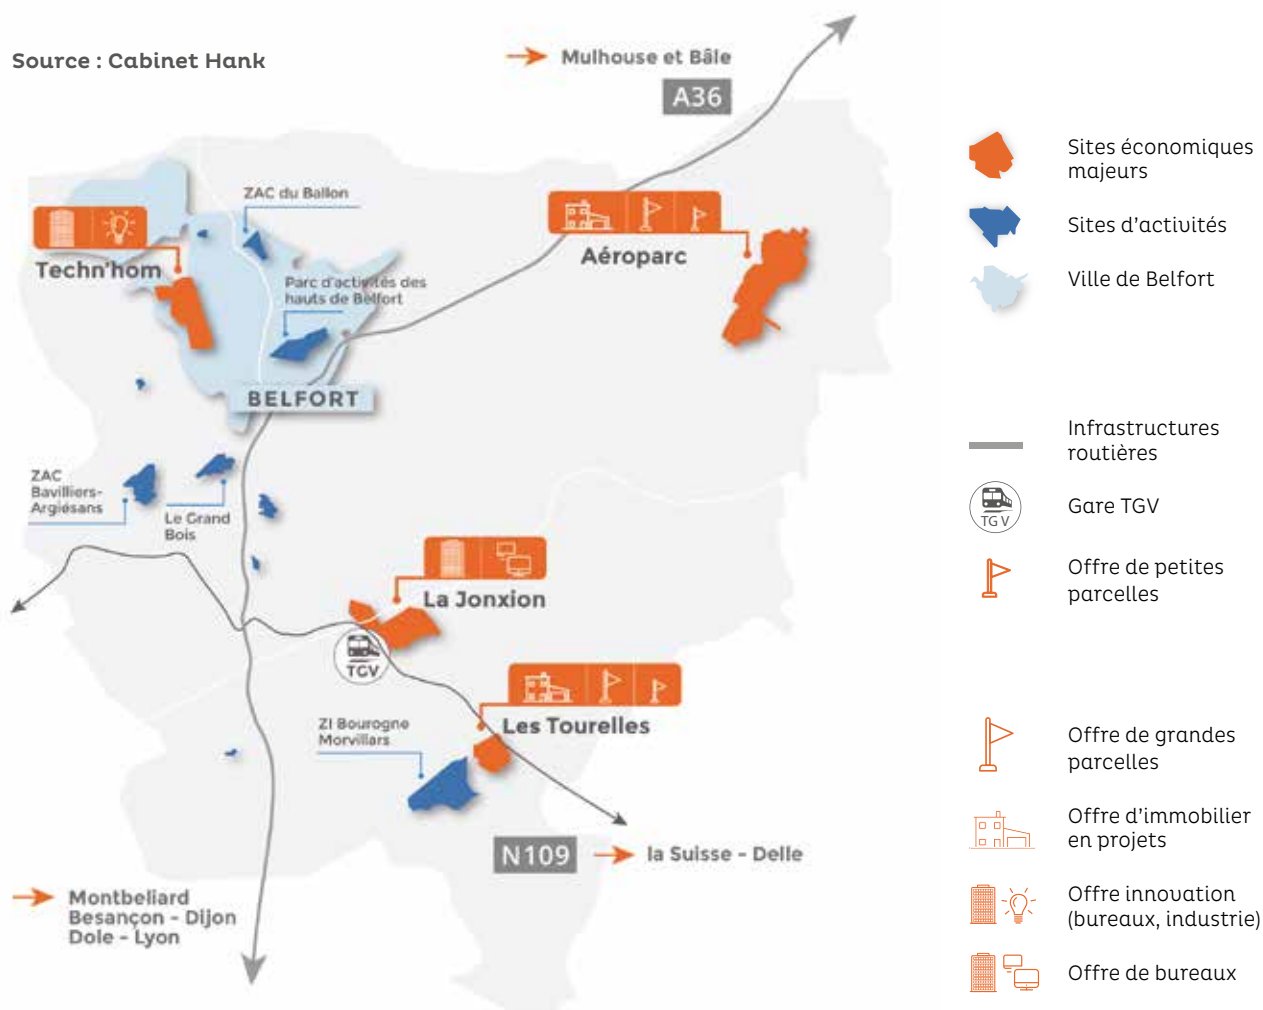 Source : Cabinet Hank
Mulhouse et Bâle
A36
ZAC du Ballon
Techn'hom
Parc d'activités des
hauts de Belfort
Aéroparc
BELFORT
ZAC
Bavilliers-
Argiésans
Le Grand
Bois
La Jonxion
TGV
Les Tourelles
ZI Bourogne
Morvillars
N109
la Suisse - Delle
Montbeliard
Besançon - Dijon
Dole - Lyon
Sites économiques
majeurs
Sites d'activités
Ville de Belfort
Infrastructures
routières
TGV
Gare TGV
Offre de petites
parcelles
Offre de grandes
parcelles
Offre d'immobilier
en projets
Offre innovation
(bureaux, industrie)
Offre de bureaux